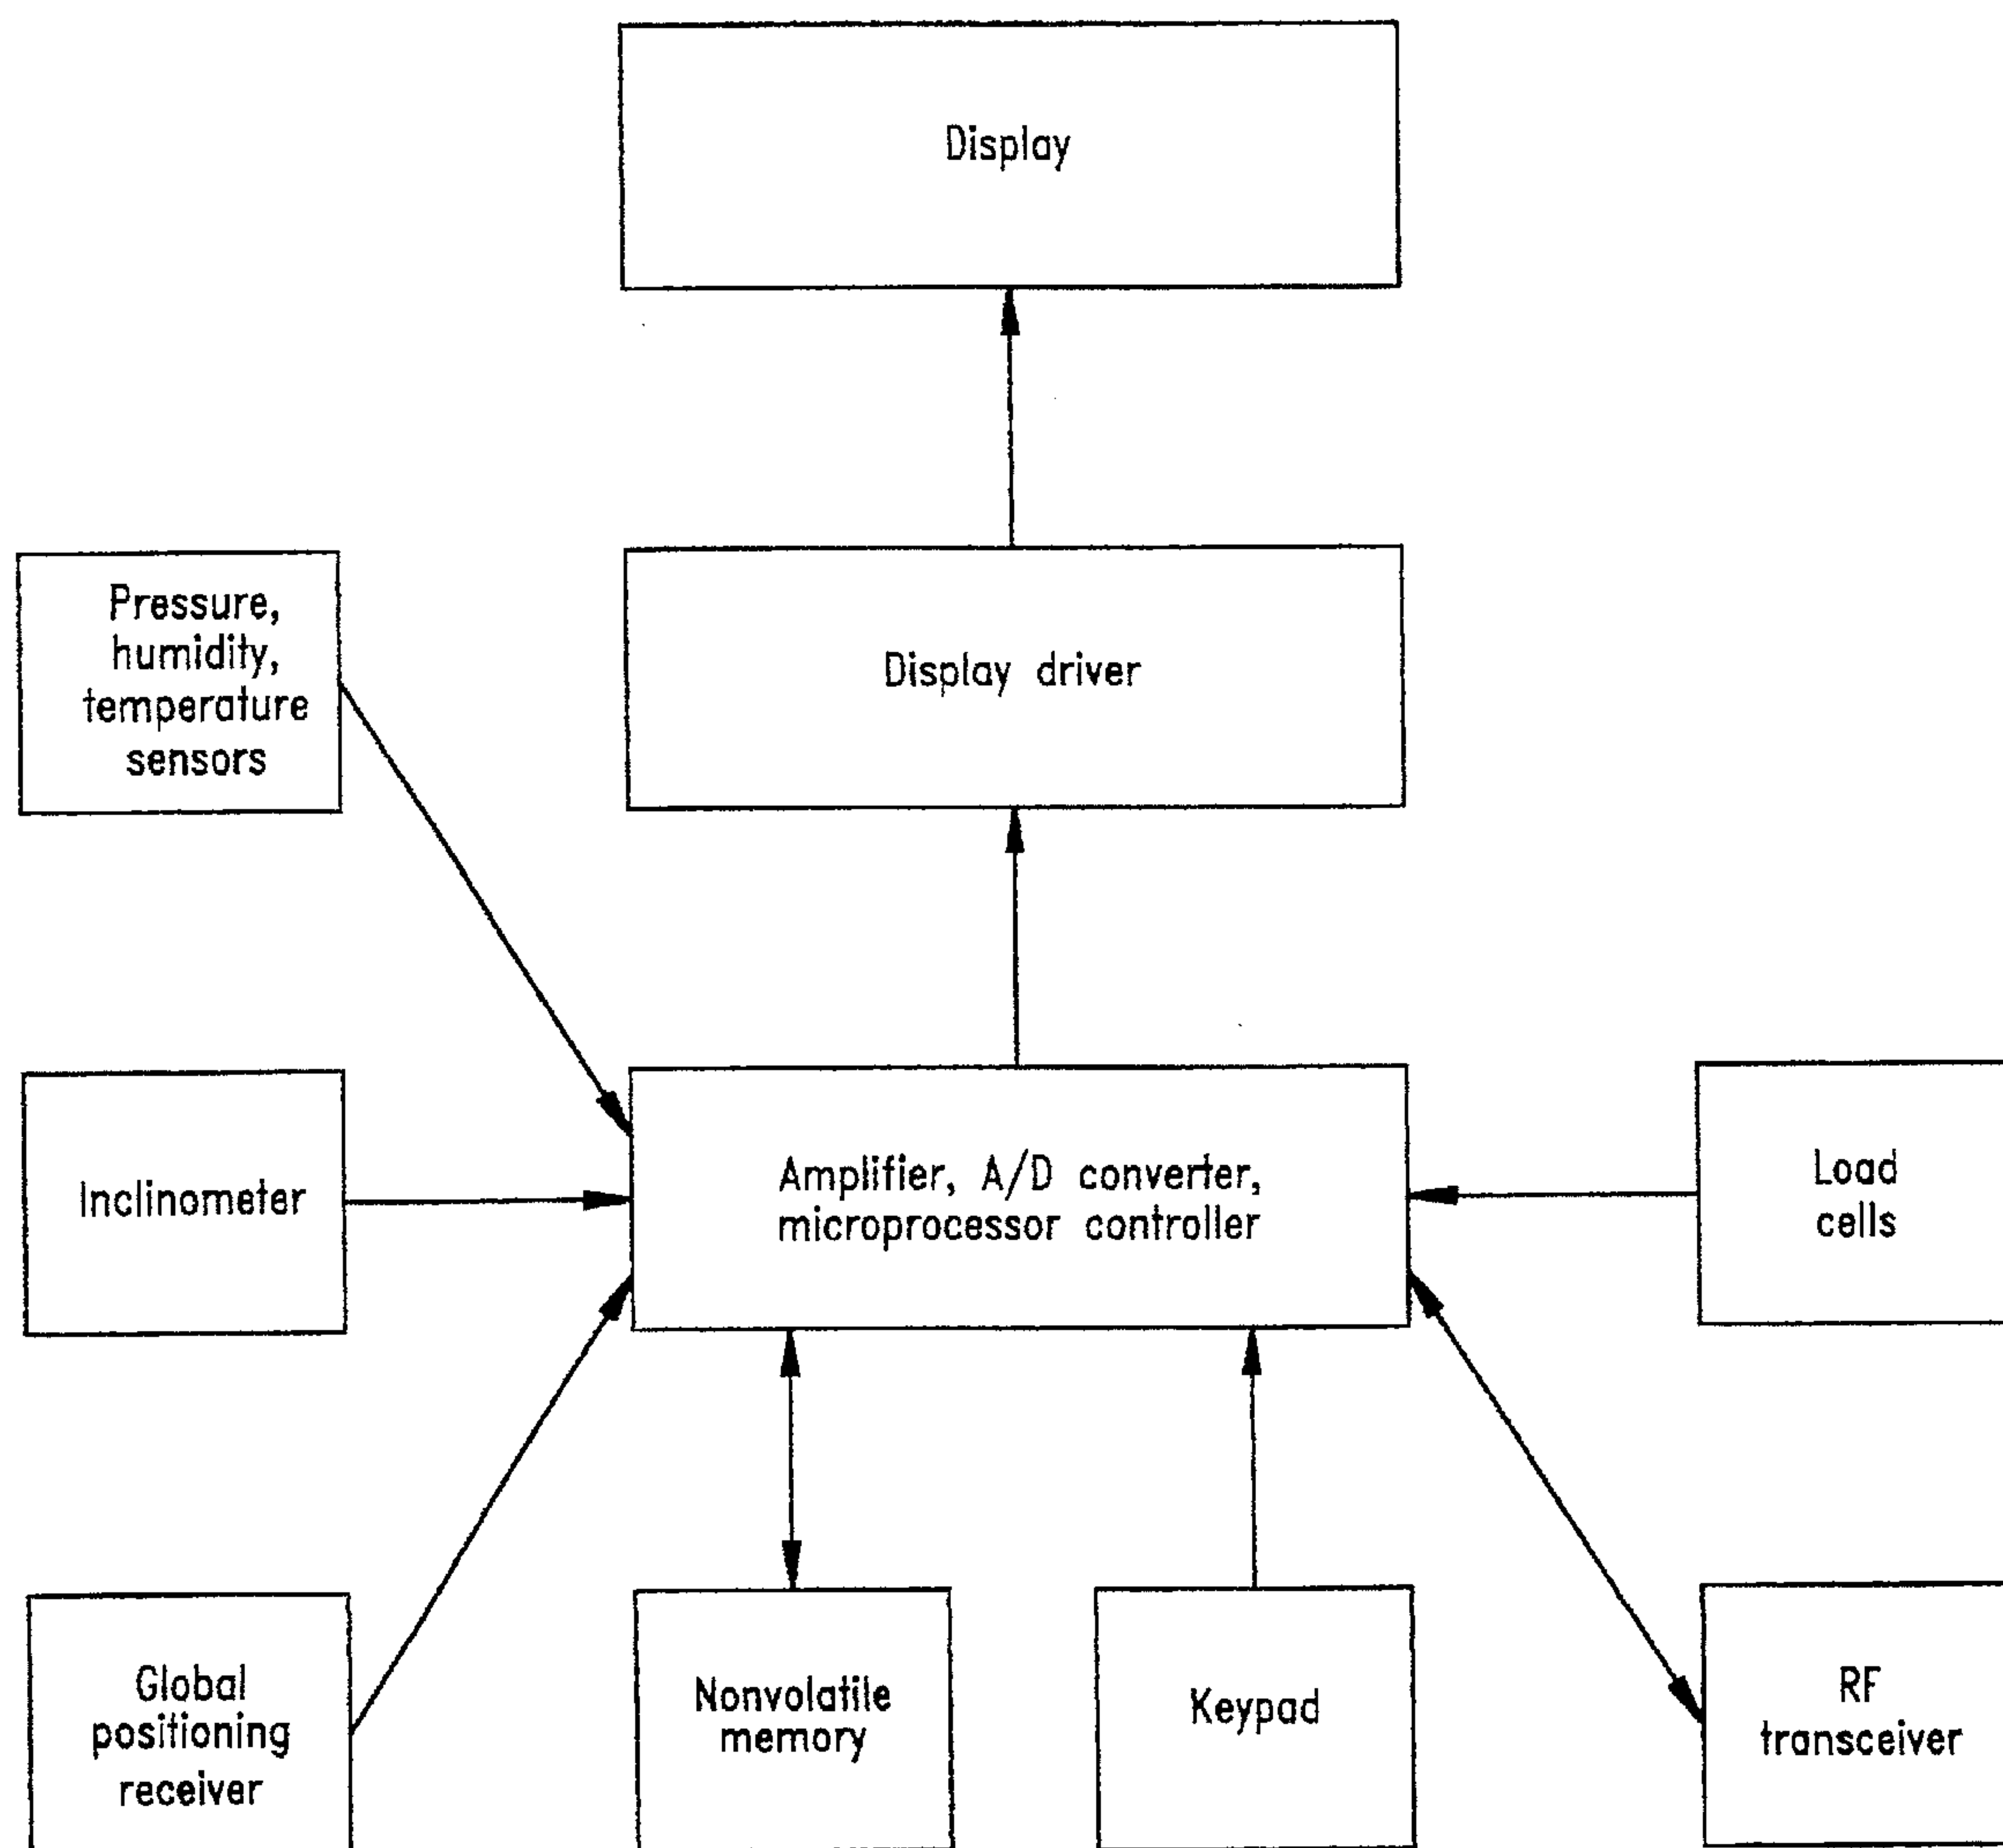 Display
Pressure,
humidity,
temperature
sensors
Display driver
Inclinometer
Amplifier, A/D converter,
microprocessor controller
Load
cells
Global
positioning
receiver
Nonvolatile
memory
Keypad
RF
transceiver